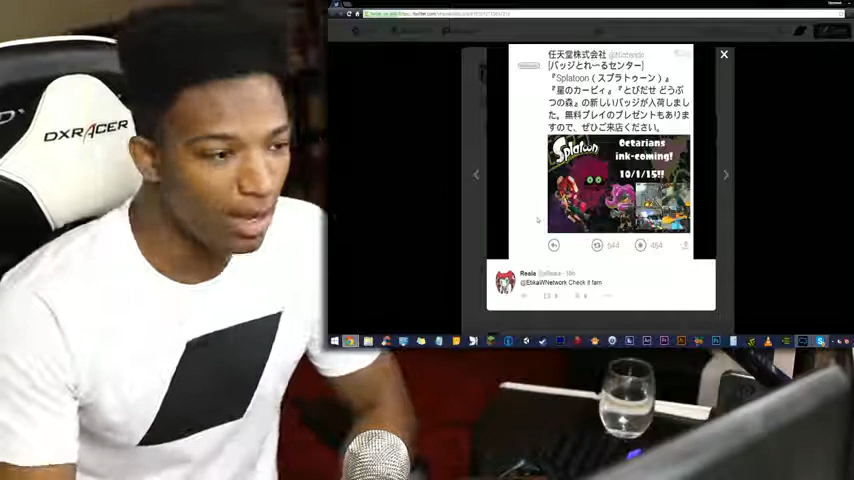 DXRACER
任天堂株式会社 @Nintendo
[バッジとれ～るセンター]
『Splatoon（スプラトゥーン）』
『星のカービィ』『とびだせ どうぶ
つの森』の新しいバッジが入荷しまし
た。無料プレイのプレゼントもありま
すので、ぜひご来店ください。
Splatoon
Octarians
ink-coming!
10/1/15!!
544
454
Reala
@EtikaWNetwork Check it fam